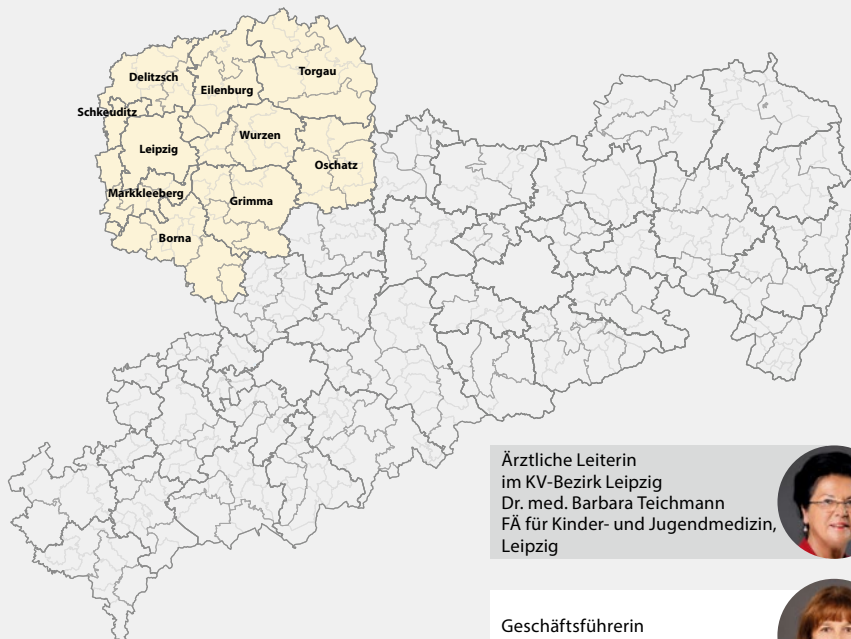 Torgau
Delitzsch
Eilenburg
Schkeuditz
Wurzen
Leipzig
Oschatz
Markkleeberg
Grimma
Borna
Ärztliche Leiterin
im KV-Bezirk Leipzig
Dr. med. Barbara Teichmann
FÄ für Kinder- und Jugendmedizin,
Leipzig
Geschäftsführerin